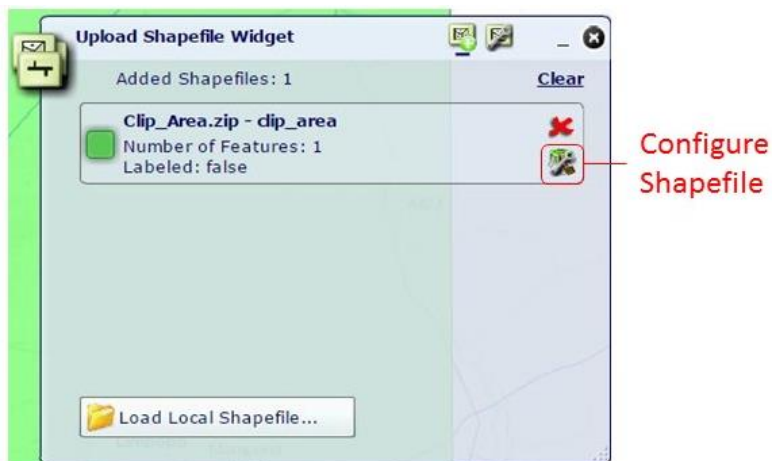 Upload Shapefile Widget
Added Shapefiles: 1
Clear
Clip_Area.zip - clip_area
Number of Features: 1
Labeled: false
Configure
Shapefile
Load Local Shapefile...